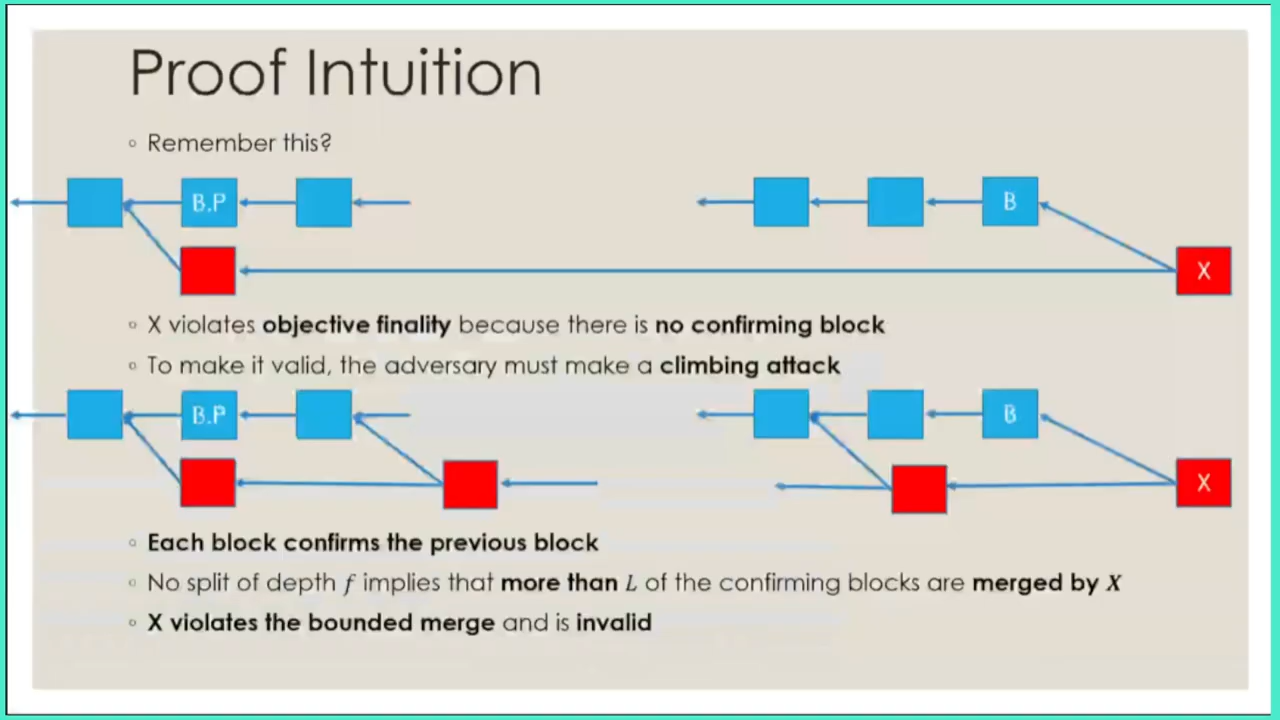 Proof Intuition
Remember this?
B.P
B
X
X violates objective finality because there is no confirming block
To make it valid, the adversary must make a climbing attack
B.P
B
X
Each block confirms the previous block
No split of depth f implies that more than L of the confirming blocks are merged by X
X violates the bounded merge and is invalid